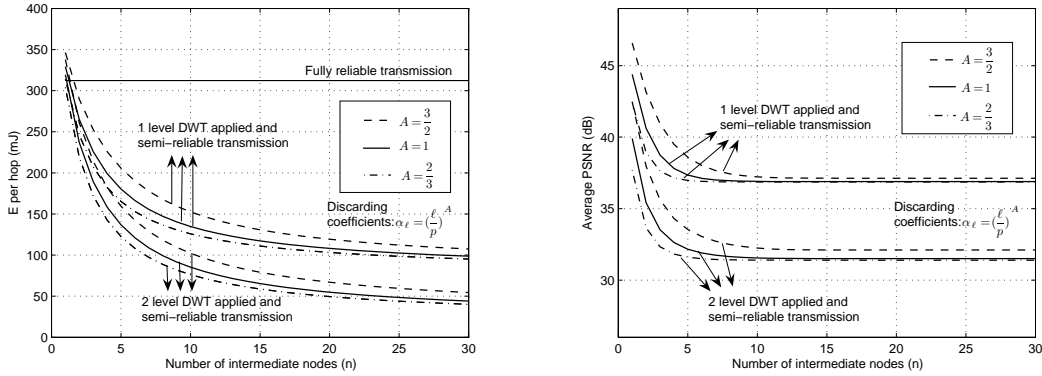 400
350
300
250
200
150
100
50
0
E per hop (mJ)
0 5 10 15 20 25 30
Number of intermediate nodes (n)
Fully reliable transmission
1 level DWT applied and
semi−reliable transmission
A = 3/2
A = 1
A = 2/3
Discarding
coefficients: αℓ = (ℓ/p)^A
2 level DWT applied and
semi−reliable transmission
45
40
35
30
Average PSNR (dB)
0 5 10 15 20 25 30
Number of intermediate nodes (n)
A = 3/2
A = 1
A = 2/3
1 level DWT applied and
semi−reliable transmission
Discarding
coefficients: αℓ = (ℓ/p)^A
2 level DWT applied and
semi−reliable transmission